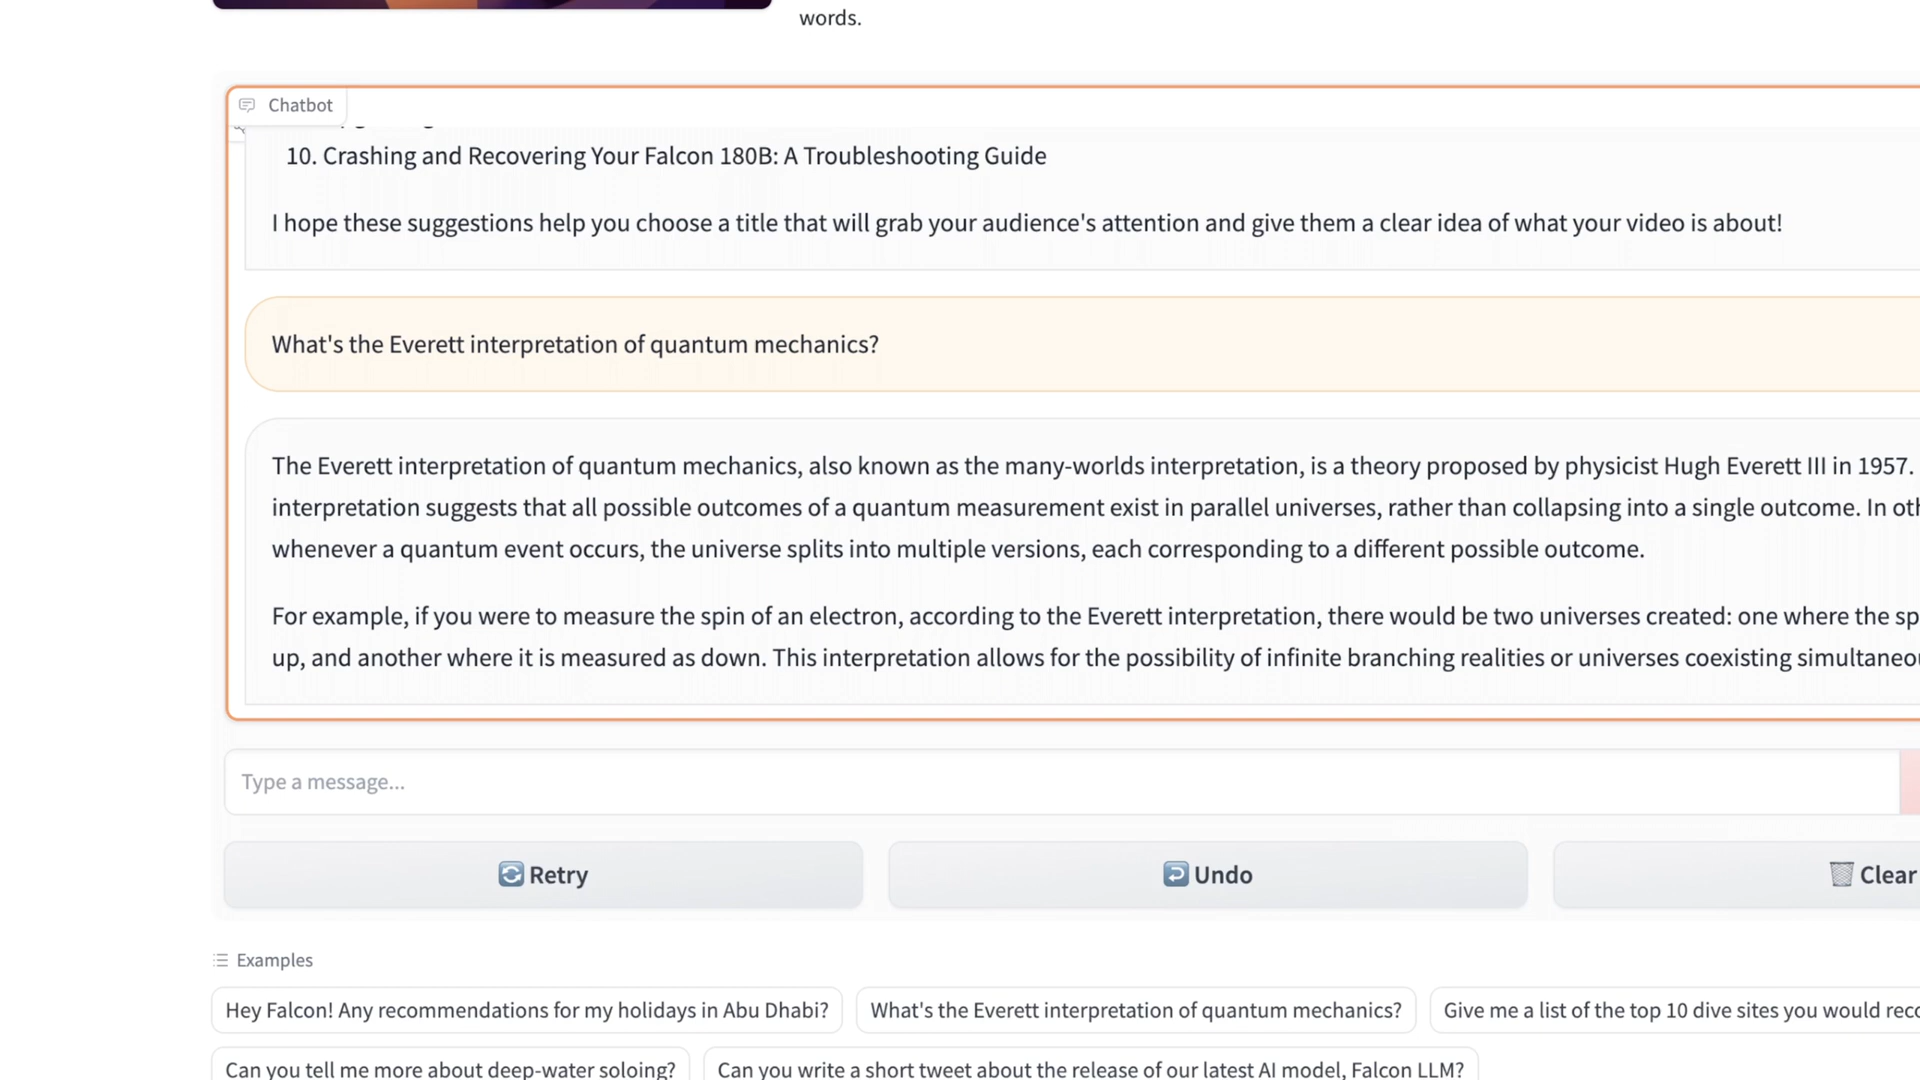 words.
Chatbot
10. Crashing and Recovering Your Falcon 180B: A Troubleshooting Guide
I hope these suggestions help you choose a title that will grab your audience's attention and give them a clear idea of what your video is about!
What's the Everett interpretation of quantum mechanics?
The Everett interpretation of quantum mechanics, also known as the many-worlds interpretation, is a theory proposed by physicist Hugh Everett III in 1957.
interpretation suggests that all possible outcomes of a quantum measurement exist in parallel universes, rather than collapsing into a single outcome. In
whenever a quantum event occurs, the universe splits into multiple versions, each corresponding to a different possible outcome.
For example, if you were to measure the spin of an electron, according to the Everett interpretation, there would be two universes created: one where the
up, and another where it is measured as down. This interpretation allows for the possibility of infinite branching realities or universes coexisting
Type a message...
Retry
Undo
Clear
Examples
Hey Falcon! Any recommendations for my holidays in Abu Dhabi?
What's the Everett interpretation of quantum mechanics?
Give me a list of the top 10 dive sites you would
Can you tell me more about deep-water soloing?
Can you write a short tweet about the release of our latest AI model, Falcon LLM?